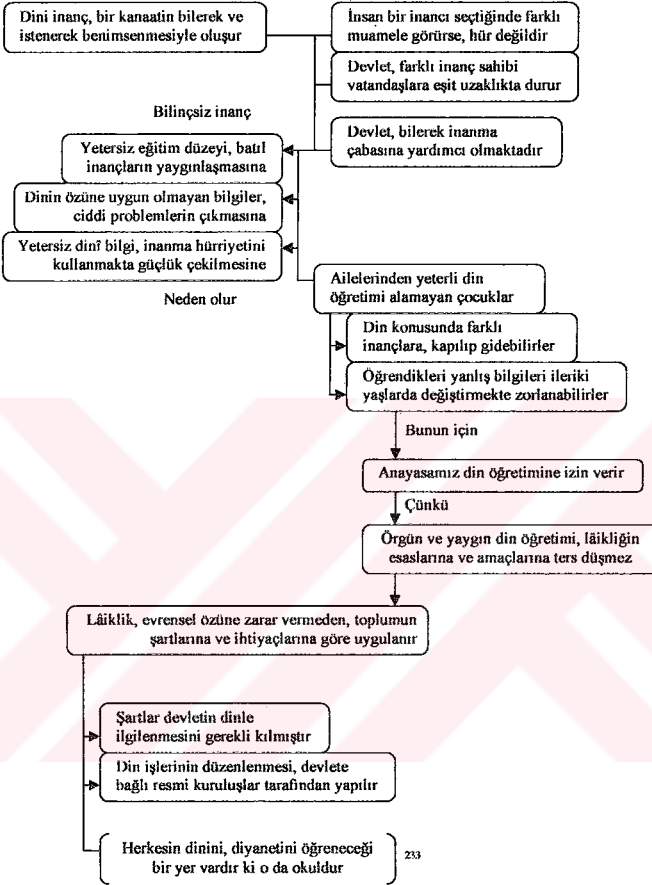 Dini inanç, bir kanaatin bilerek ve
istenerek benimsenmesiyle oluşur
İnsan bir inancı seçtiğinde farklı
muamele görürse, hür değildir
Devlet, farklı inanç sahibi
vatandaşlara eşit uzaklıkta durur
Bilinçsiz inanç
Devlet, bilerek inanma
çabasına yardımcı olmaktadır
Yetersiz eğitim düzeyi, batıl
inançların yaygınlaşmasına
Dinin özüne uygun olmayan bilgiler,
ciddi problemlerin çıkmasına
Yetersiz dinî bilgi, inanma hürriyetini
kullanmakta güçlük çekilmesine
Neden olur
Ailelerinden yeterli din
öğretimi alamayan çocuklar
Din konusunda farklı
inançlara, kapılıp gidebilirler
Öğrendikleri yanlış bilgileri ileriki
yaşlarda değiştirmekte zorlanabilirler
Bunun için
Anayasamız din öğretimine izin verir
Çünkü
Örgün ve yaygın din öğretimi, lâikliğin
esaslarına ve amaçlarına ters düşmez
Lâiklik, evrensel özüne zarar vermeden, toplumun
şartlarına ve ihtiyaçlarına göre uygulanır
Şartlar devletin dinle
ilgilenmesini gerekli kılmıştır
Din işlerinin düzenlenmesi, devlete
bağlı resmi kuruluşlar tarafından yapılır
Herkesin dinini, diyanetini öğreneceği
bir yer vardır ki o da okuldur 233